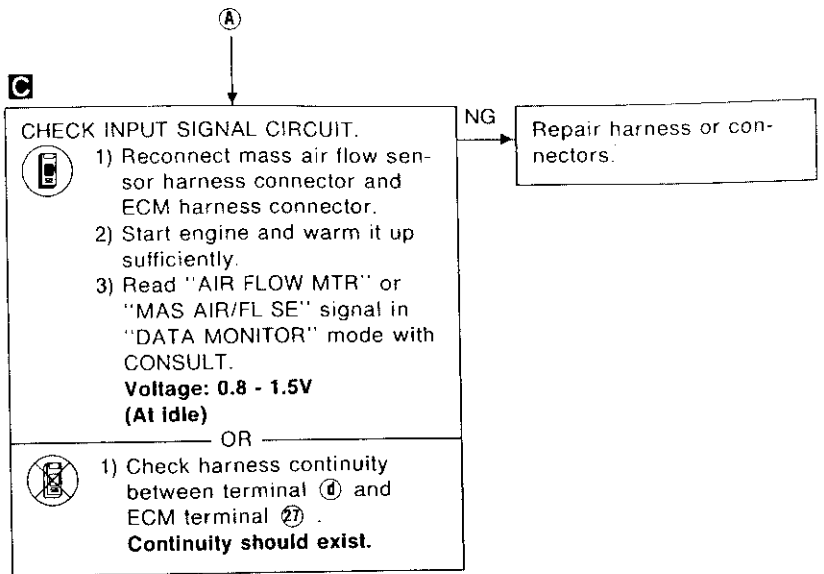 A
C
CHECK INPUT SIGNAL CIRCUIT.
1) Reconnect mass air flow sen-
sor harness connector and
ECM harness connector.
2) Start engine and warm it up
sufficiently.
3) Read "AIR FLOW MTR" or
"MAS AIR/FL SE" signal in
"DATA MONITOR" mode with
CONSULT.
Voltage: 0.8 - 1.5V
(At idle)
OR
1) Check harness continuity
between terminal ⓓ and
ECM terminal ㉗ .
Continuity should exist.
NG
Repair harness or con-
nectors.